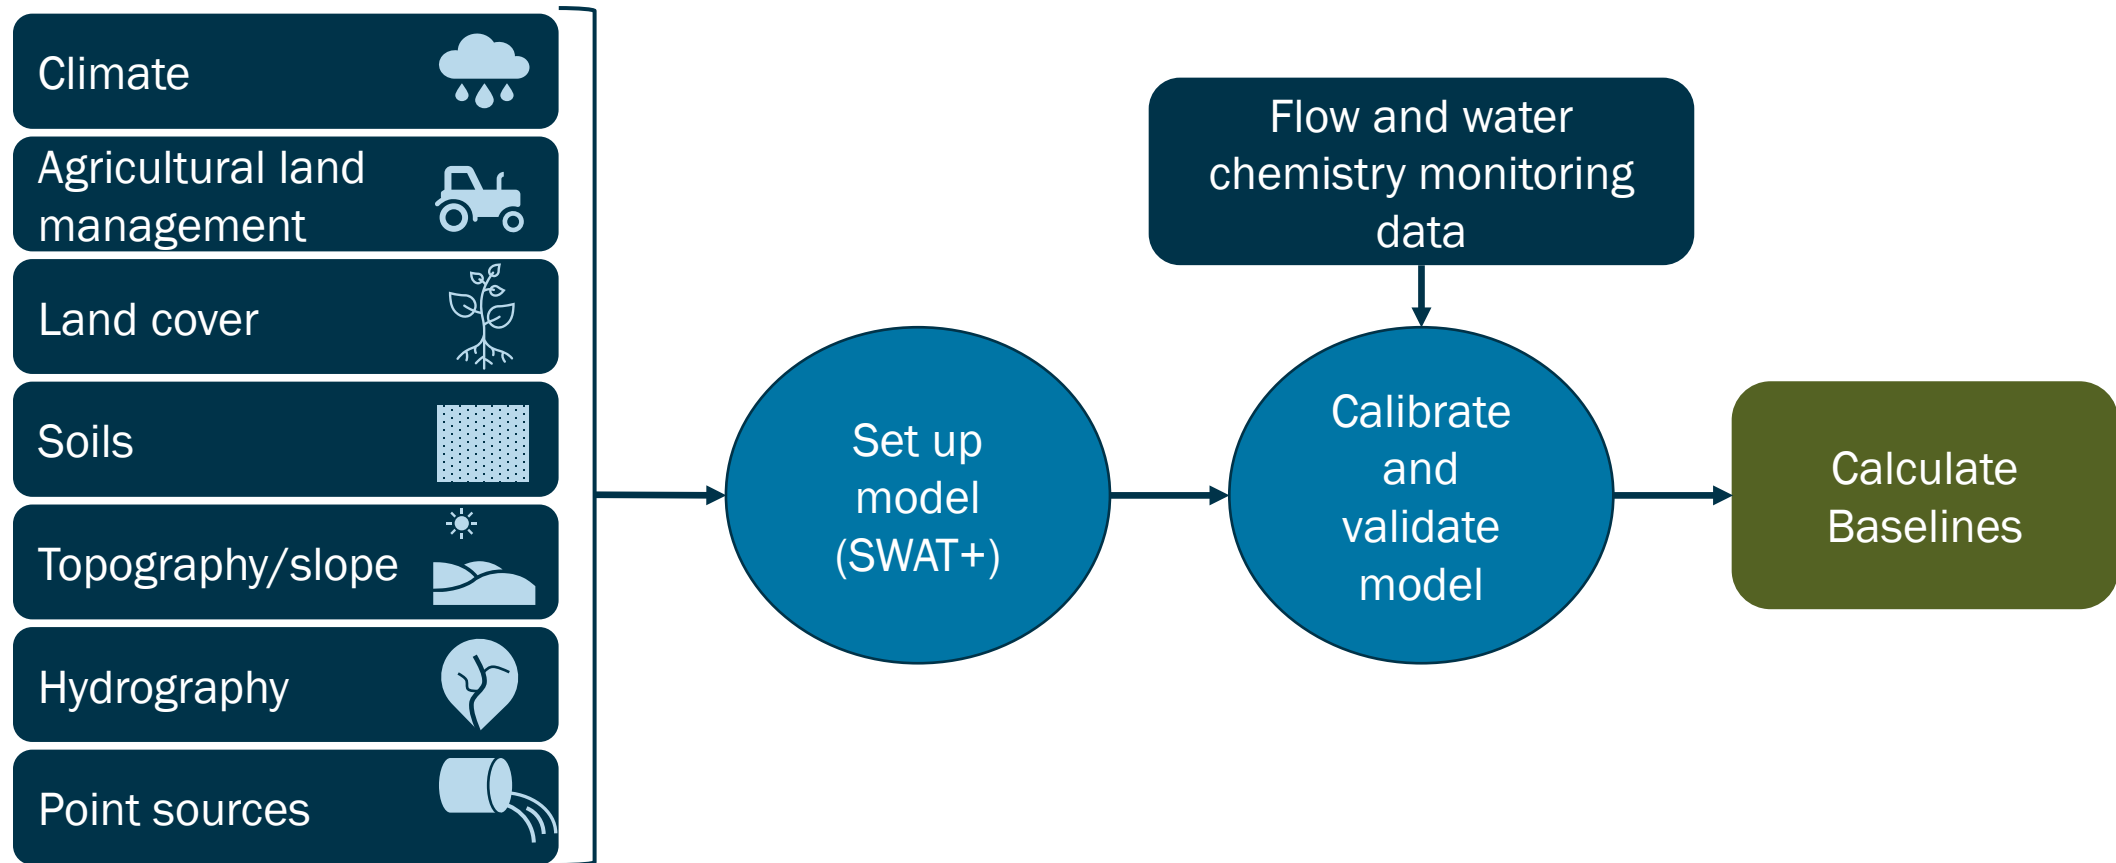 Climate
Agricultural land
management
Land cover
Soils
Topography/slope
Hydrography
Point sources
Set up
model
(SWAT+)
Flow and water
chemistry monitoring
data
Calibrate
and
validate
model
Calculate
Baselines